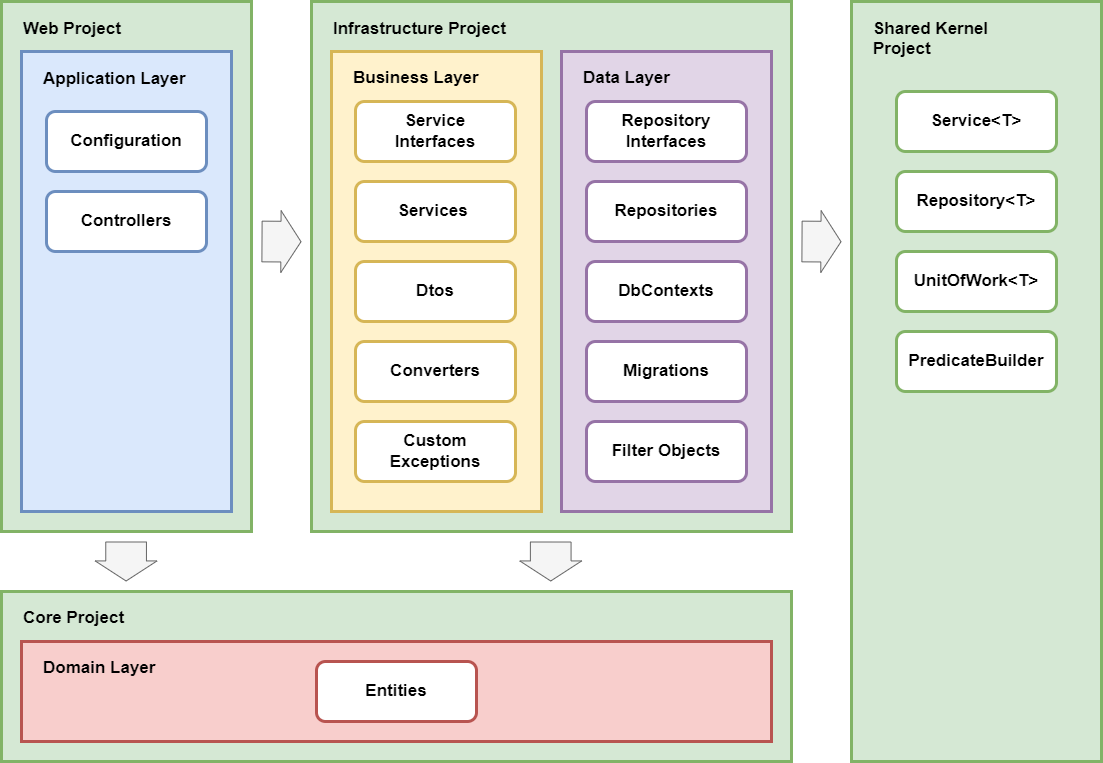 Web Project
Application Layer
Configuration
Controllers
Infrastructure Project
Business Layer
Service
Interfaces
Services
Dtos
Converters
Custom
Exceptions
Data Layer
Repository
Interfaces
Repositories
DbContexts
Migrations
Filter Objects
Shared Kernel
Project
Service<T>
Repository<T>
UnitOfWork<T>
PredicateBuilder
Core Project
Domain Layer
Entities